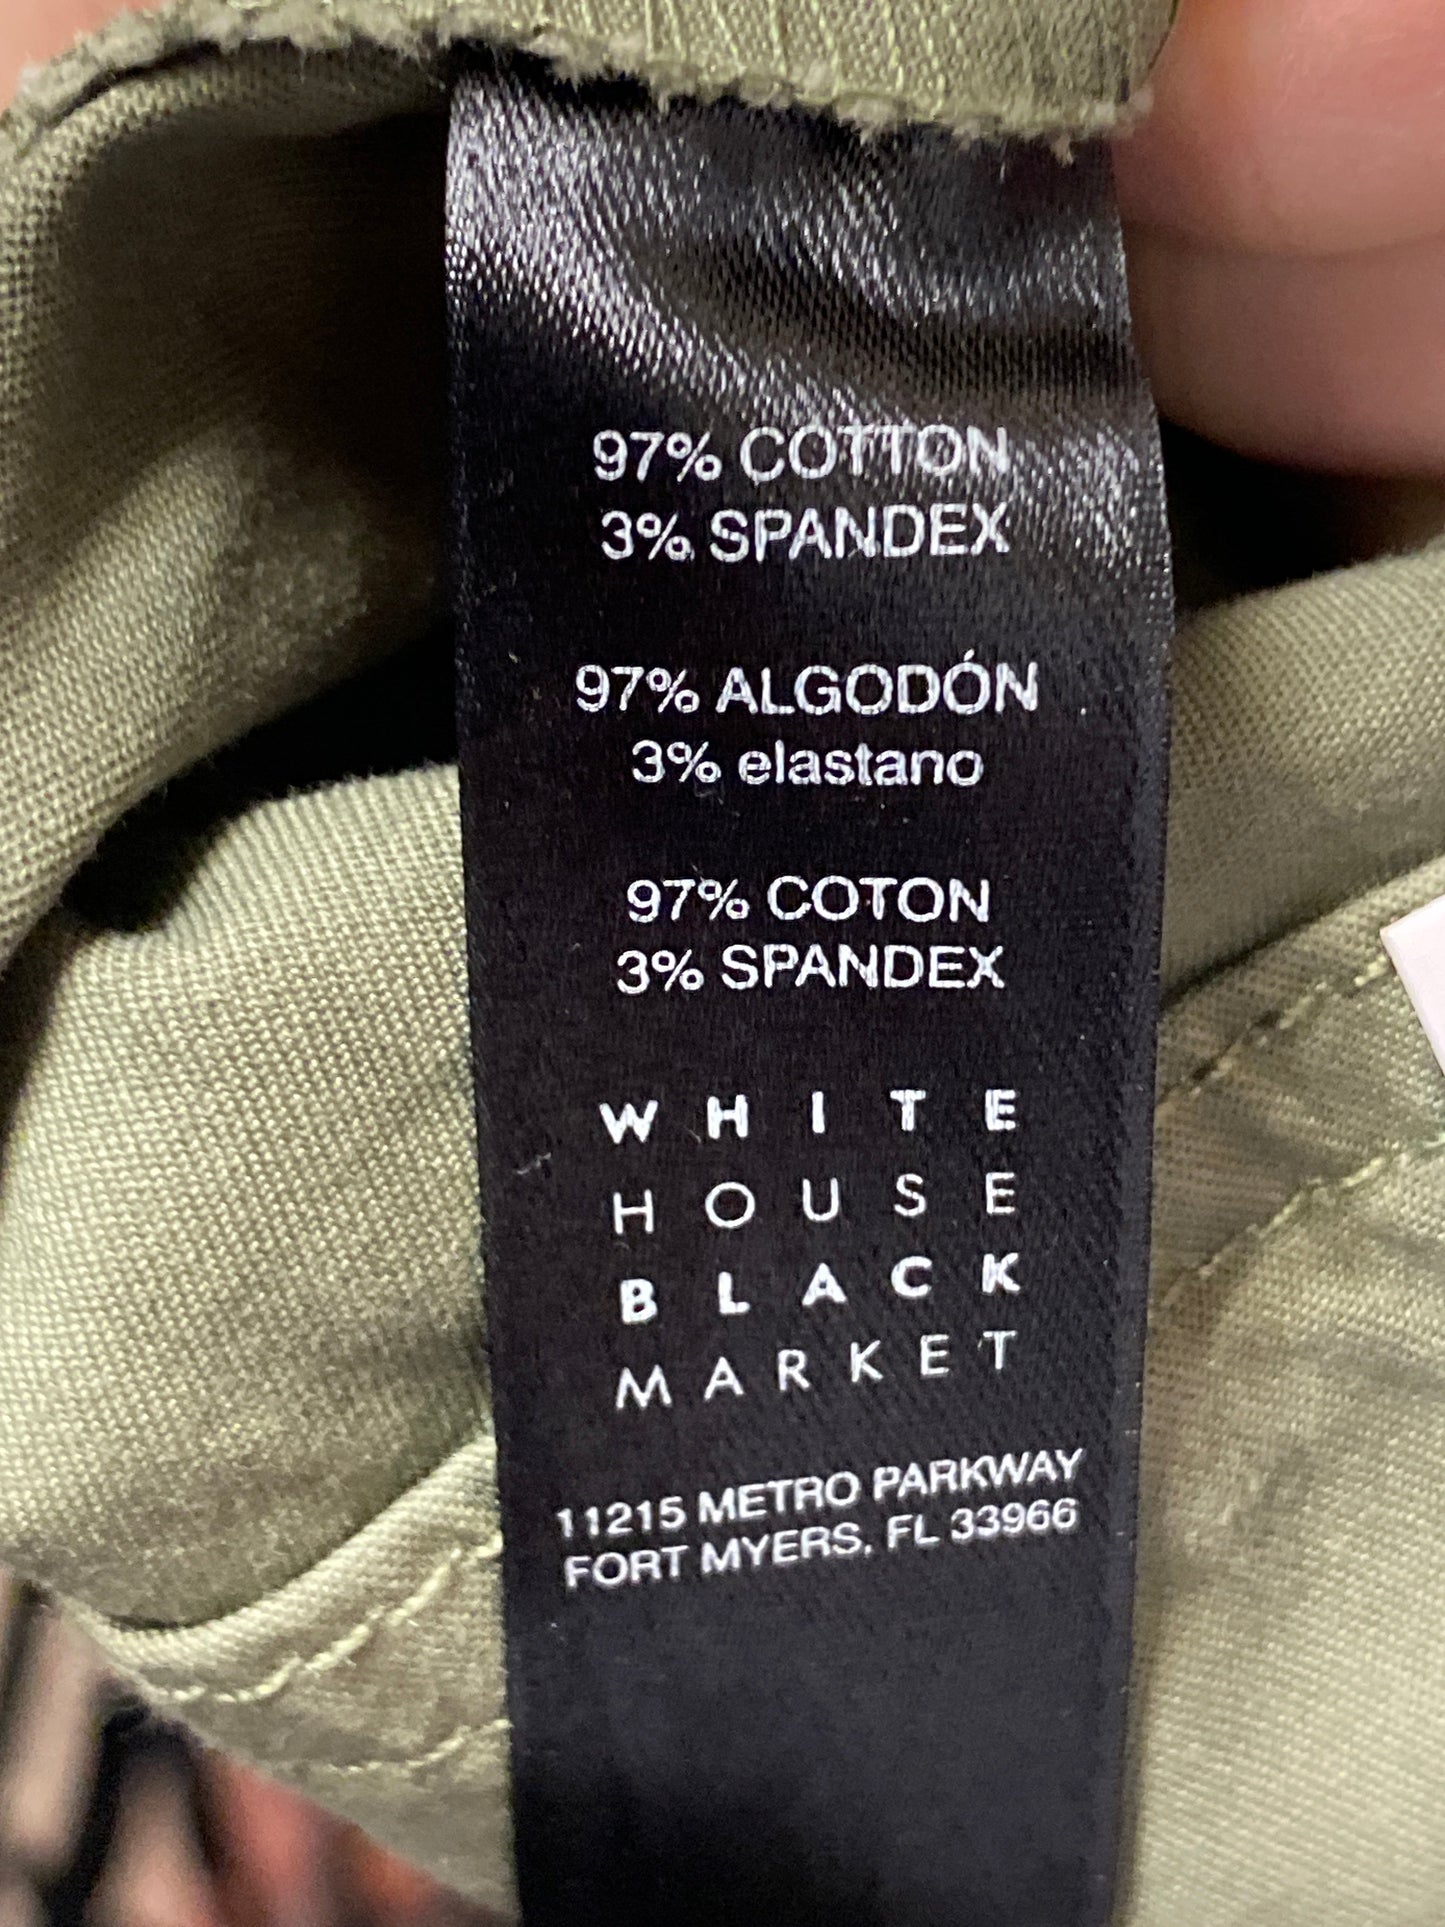 97% COTTON
3% SPANDEX
97% ALGODÓN
3% elastano
97% COTON
3% SPANDEX
WHITE
HOUSE
BLACK
MARKET
11215 METRO PARKWAY
FORT MYERS, FL 33966